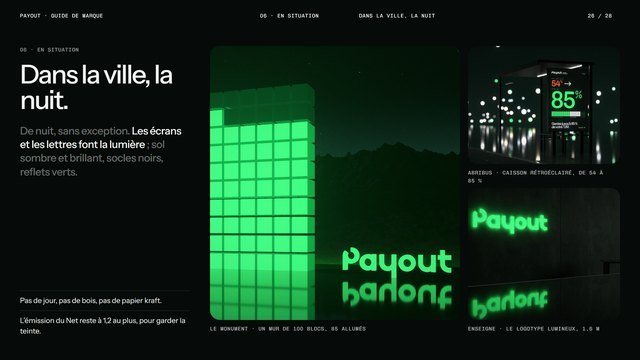 PAYOUT · GUIDE DE MARQUE
06 · EN SITUATION
DANS LA VILLE, LA NUIT
26 / 28
06 · EN SITUATION
Dans la ville, la
nuit.
De nuit, sans exception. Les écrans
et les lettres font la lumière ; sol
sombre et brillant, socles noirs,
reflets verts.
Pas de jour, pas de bois, pas de papier kraft.
L'émission du Net reste à 1,2 au plus, pour garder la
teinte.
Payout
LE MONUMENT · UN MUR DE 100 BLOCS, 85 ALLUMÉS
54% →
85%
ABRIBUS · CAISSON RÉTROÉCLAIRÉ, DE 54 À
85 %
Payout
ENSEIGNE · LE LOGOTYPE LUMINEUX, 1,6 M